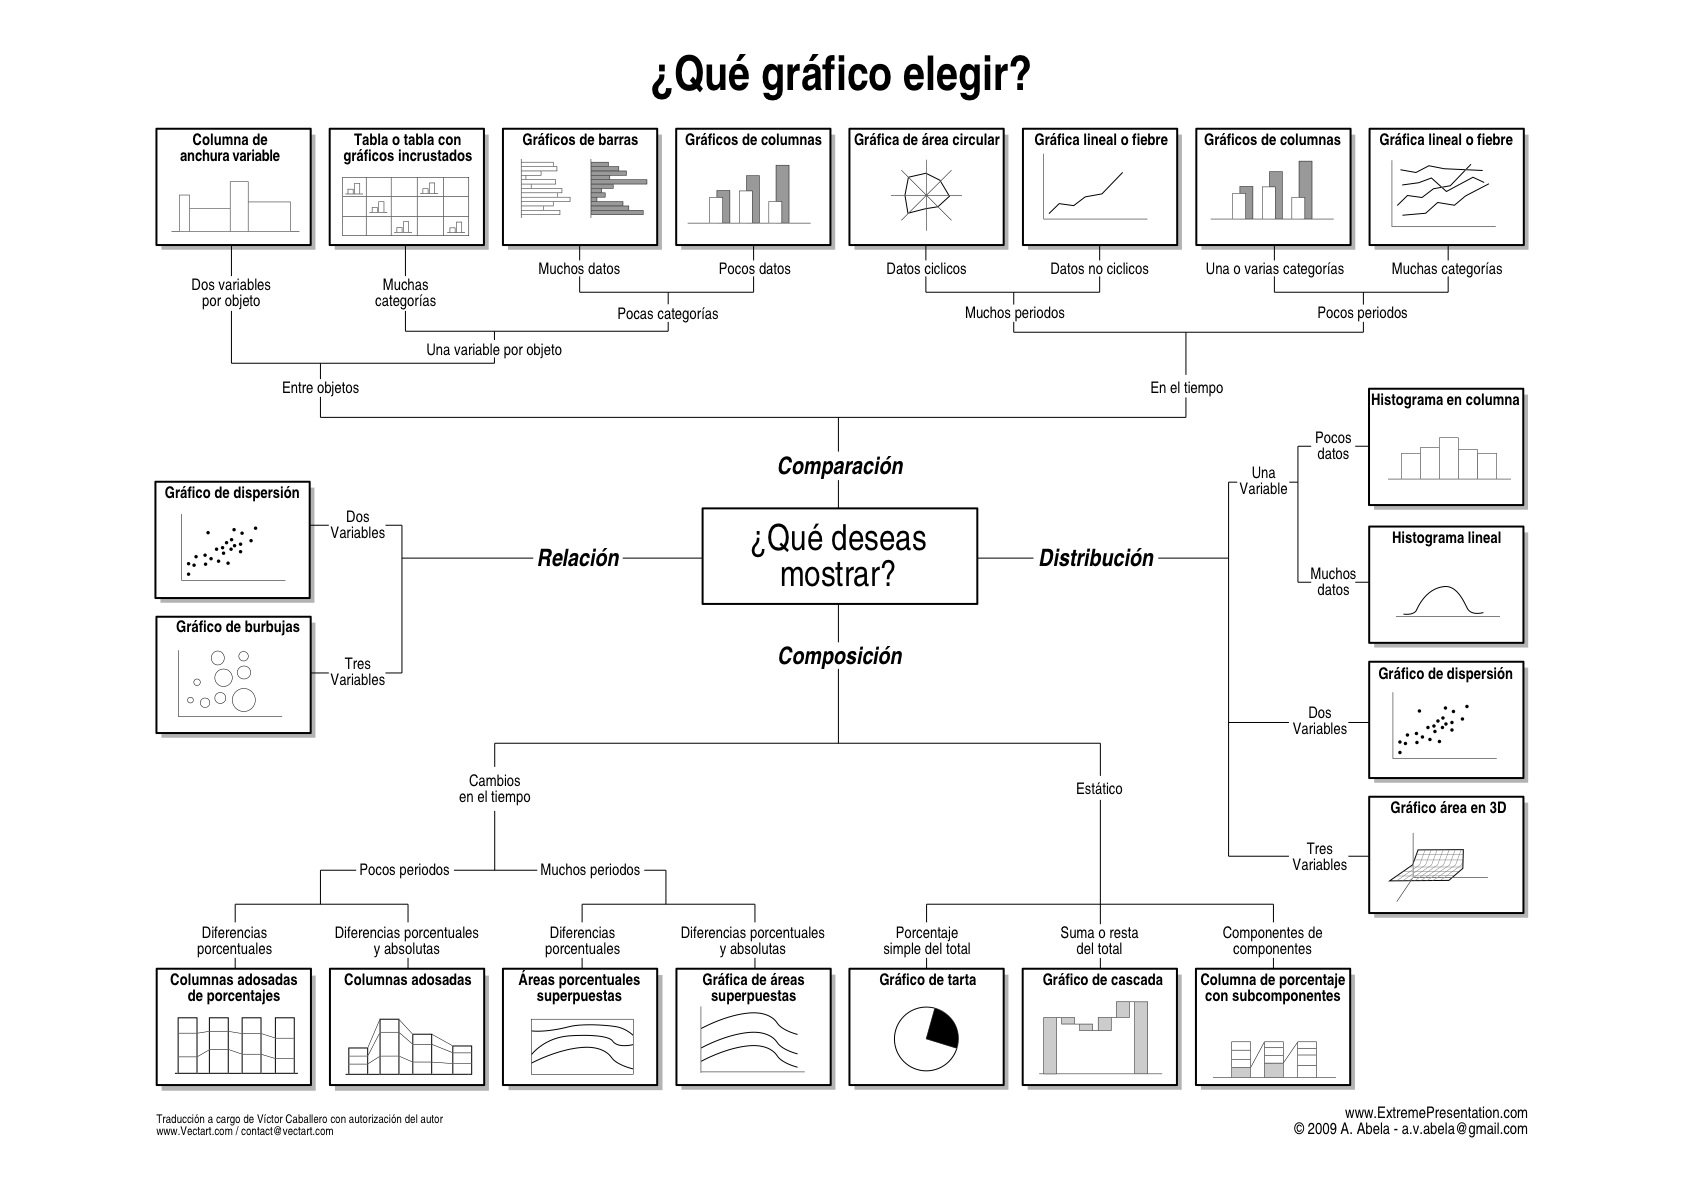 ¿Qué gráfico elegir?
Columna de
anchura variable
Tabla o tabla con
gráficos incrustados
Gráficos de barras
Gráficos de columnas
Gráfica de área circular
Gráfica lineal o fiebre
Gráficos de columnas
Gráfica lineal o fiebre
Dos variables
por objeto
Muchas
categorías
Muchos datos
Pocos datos
Datos ciclicos
Datos no ciclicos
Una o varias categorías
Muchas categorías
Pocas categorías
Muchos periodos
Pocos periodos
Una variable por objeto
Entre objetos
En el tiempo
Comparación
Gráfico de dispersión
Dos
Variables
Gráfico de burbujas
Tres
Variables
Relación
¿Qué deseas
mostrar?
Distribución
Una
Variable
Pocos
datos
Histograma en columna
Muchos
datos
Histograma lineal
Dos
Variables
Gráfico de dispersión
Tres
Variables
Gráfico área en 3D
Composición
Cambios
en el tiempo
Estático
Pocos periodos
Muchos periodos
Diferencias
porcentuales
Diferencias porcentuales
y absolutas
Diferencias
porcentuales
Diferencias porcentuales
y absolutas
Porcentaje
simple del total
Suma o resta
del total
Componentes de
componentes
Columnas adosadas
de porcentajes
Columnas adosadas
Áreas porcentuales
superpuestas
Gráfica de áreas
superpuestas
Gráfico de tarta
Gráfico de cascada
Columna de porcentaje
con subcomponentes
Traducción a cargo de Víctor Caballero con autorización del autor
www.Vectart.com / contact@vectart.com
www.ExtremePresentation.com
© 2009 A. Abela - a.v.abela@gmail.com